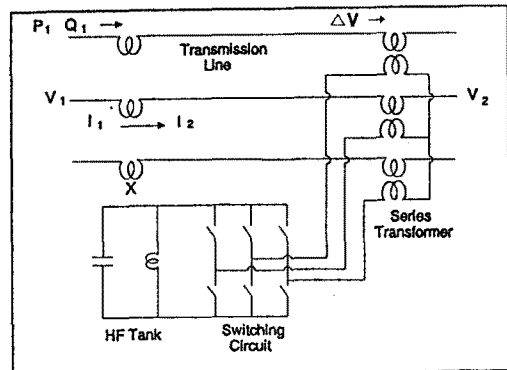 P1 Q1
ΔV
Transmission
Line
V1
V2
I1
I2
X
Series
Transformer
HF Tank
Switching
Circuit